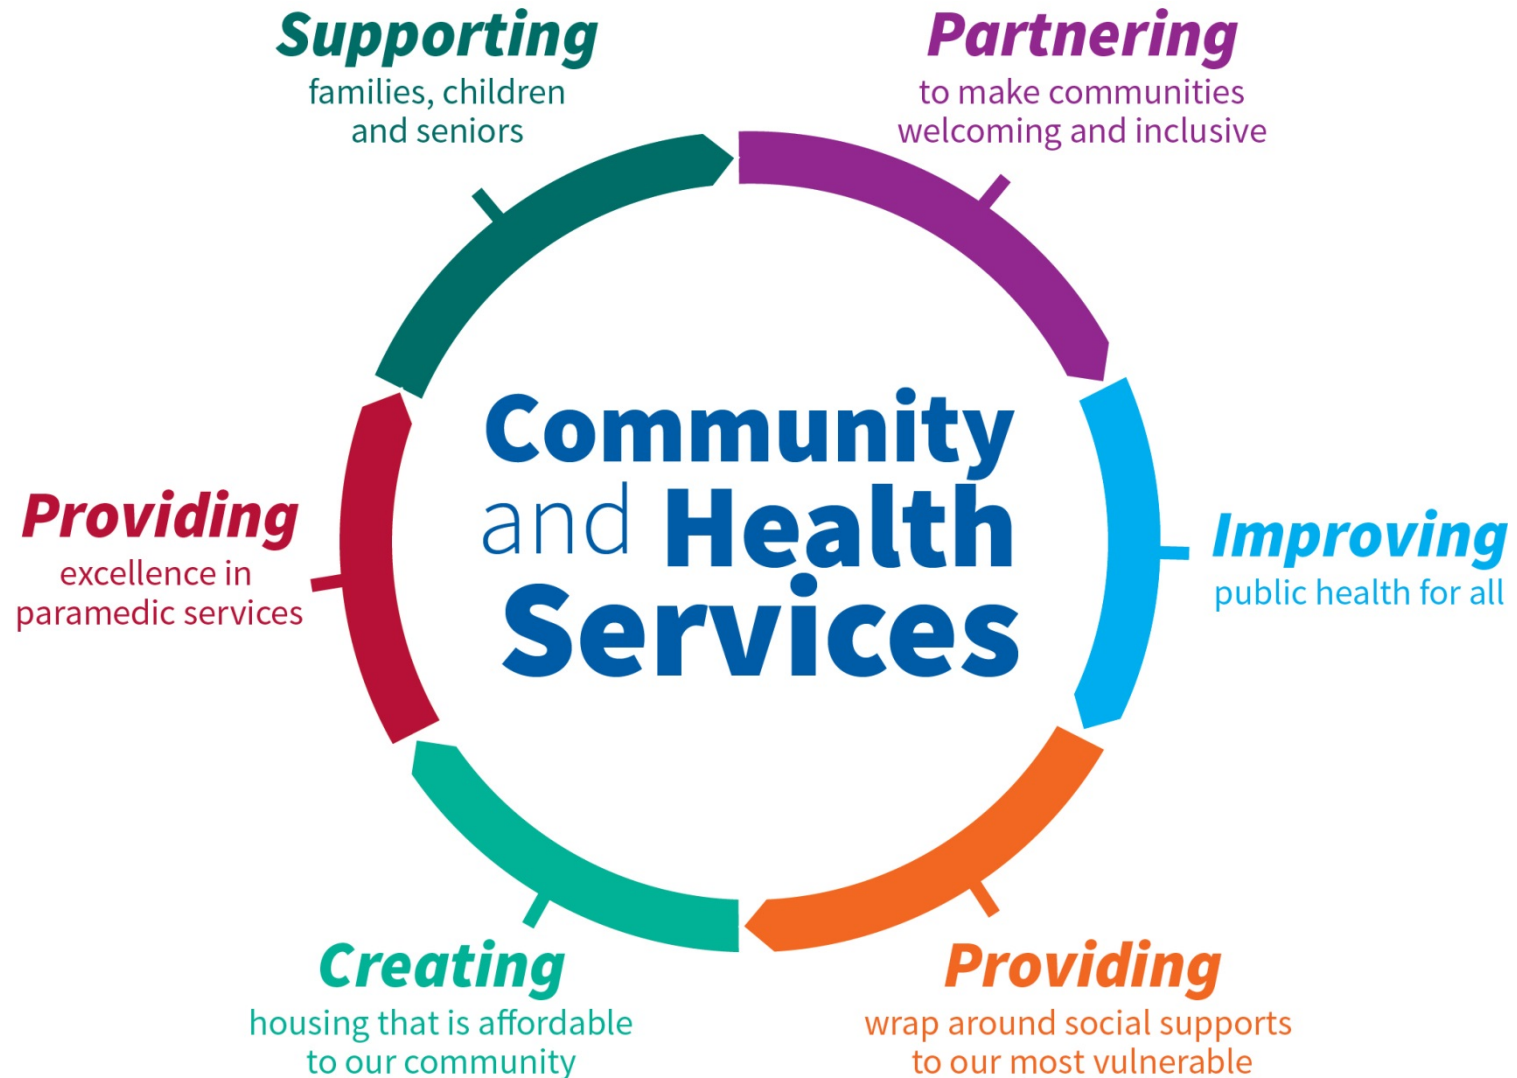 Supporting
families, children
and seniors
Partnering
to make communities
welcoming and inclusive
Community
and Health
Services
Providing
excellence in
paramedic services
Improving
public health for all
Creating
housing that is affordable
to our community
Providing
wrap around social supports
to our most vulnerable